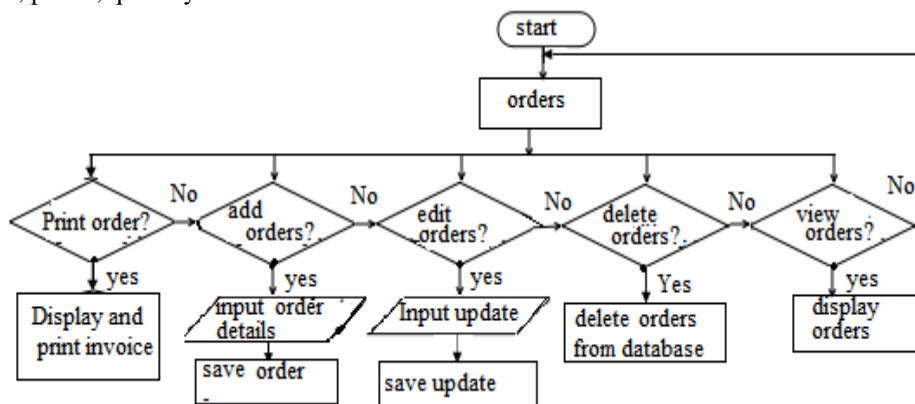 start
orders
Print order?
No
add
orders?
No
edit
orders?
No
delete
orders?
No
view
orders?
No
yes
yes
yes
Yes
yes
Display and
print invoice
input order
details
save order
Input update
save update
delete orders
from database
display
orders